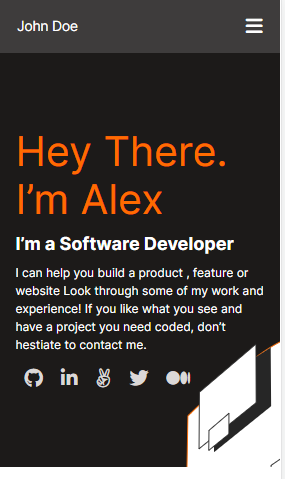 John Doe
Hey There.
I’m Alex
I’m a Software Developer
I can help you build a product , feature or
website Look through some of my work and
experience! If you like what you see and
have a project you need coded, don’t
hestiate to contact me.